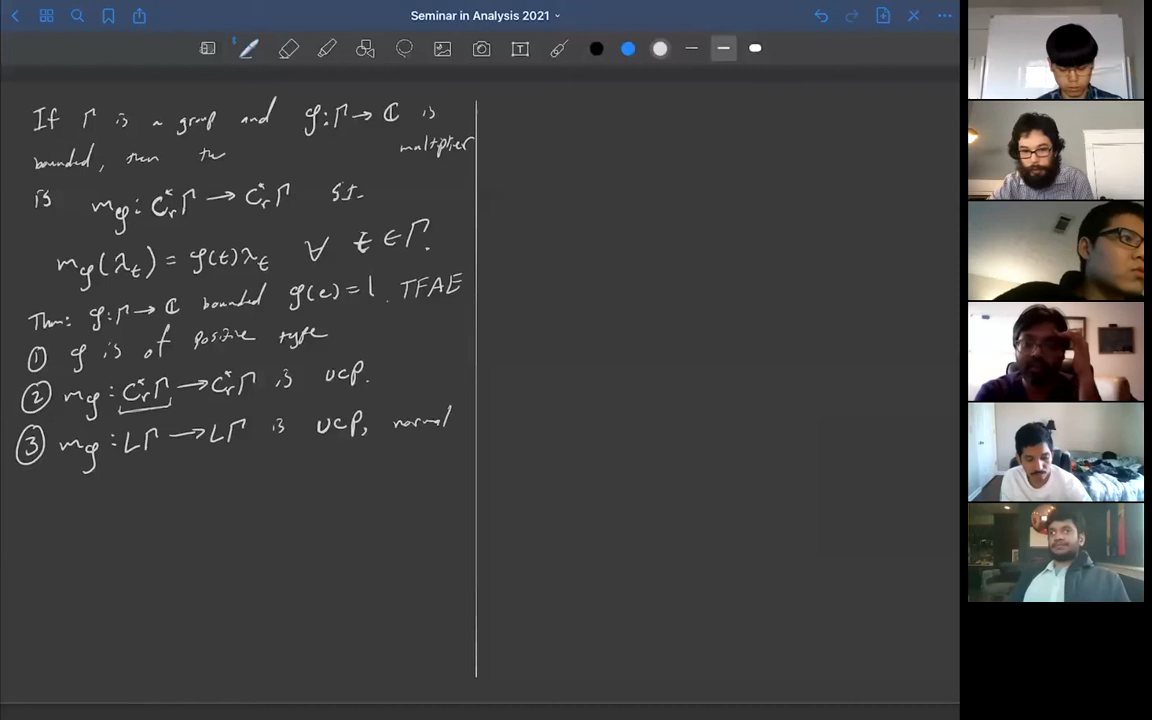 Seminar in Analysis 2021
If Γ is a group and φ: Γ → ℂ is
bounded, then the multplier
is m_φ : C*_r Γ → C*_r Γ s.t.
m_φ(λ_t) = φ(t)λ_t ∀ t ∈ Γ.
Thm: φ: Γ → ℂ bounded φ(e) = 1. TFAE
① φ is of positive type
② m_φ : C*_r Γ → C*_r Γ is UCP.
③ m_φ : LΓ → LΓ is UCP, normal